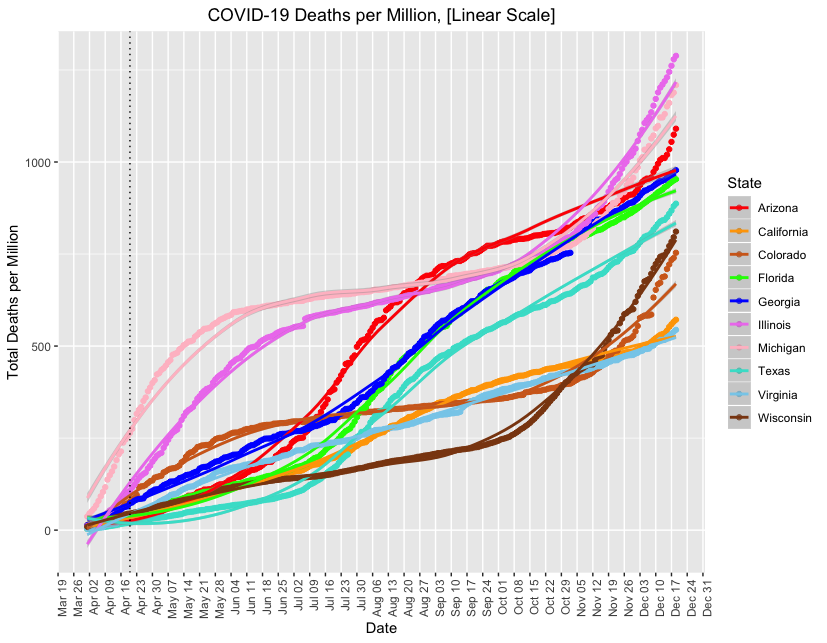 COVID-19 Deaths per Million, [Linear Scale]
Total Deaths per Million
1000
500
0
Mar 19
Mar 26
Apr 02
Apr 09
Apr 16
Apr 23
Apr 30
May 07
May 14
May 21
May 28
Jun 04
Jun 11
Jun 18
Jun 25
Jul 02
Jul 09
Jul 16
Jul 23
Jul 30
Aug 06
Aug 13
Aug 20
Aug 27
Sep 03
Sep 10
Sep 17
Sep 24
Oct 01
Oct 08
Oct 15
Oct 22
Oct 29
Nov 05
Nov 12
Nov 19
Nov 26
Dec 03
Dec 10
Dec 17
Dec 24
Dec 31
Date
State
Arizona
California
Colorado
Florida
Georgia
Illinois
Michigan
Texas
Virginia
Wisconsin